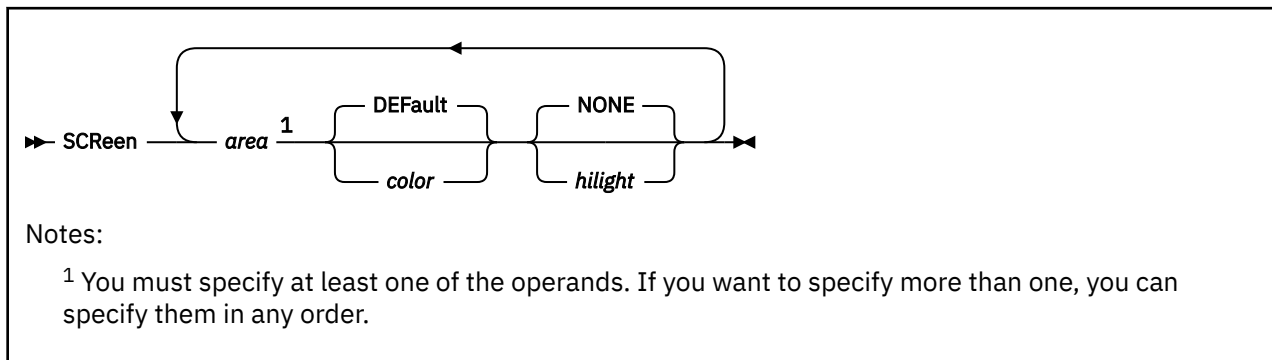 DEFault NONE
SCReen area 1
color hilight
Notes:
1 You must specify at least one of the operands. If you want to specify more than one, you can
specify them in any order.